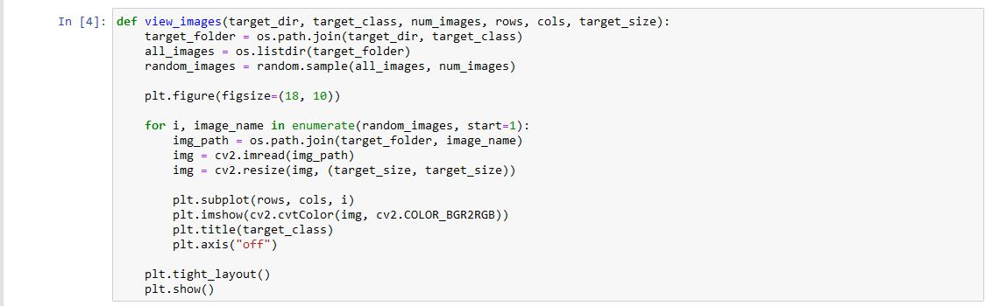 In [4]: def view_images(target_dir, target_class, num_images, rows, cols, target_size):
    target_folder = os.path.join(target_dir, target_class)
    all_images = os.listdir(target_folder)
    random_images = random.sample(all_images, num_images)

    plt.figure(figsize=(18, 10))

    for i, image_name in enumerate(random_images, start=1):
        img_path = os.path.join(target_folder, image_name)
        img = cv2.imread(img_path)
        img = cv2.resize(img, (target_size, target_size))

        plt.subplot(rows, cols, i)
        plt.imshow(cv2.cvtColor(img, cv2.COLOR_BGR2RGB))
        plt.title(target_class)
        plt.axis("off")

    plt.tight_layout()
    plt.show()